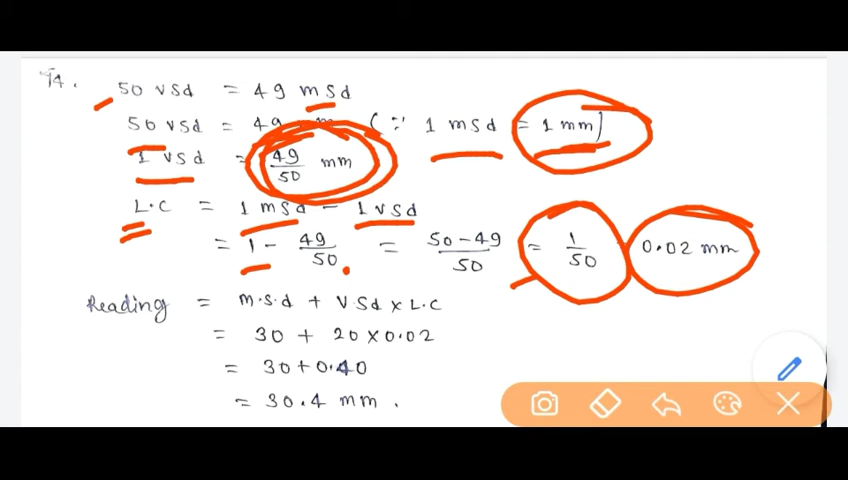 74.
50 vsd = 49 msd
50 vsd = 49 mm (∵ 1 msd = 1 mm)
1 vsd = 49/50 mm
L.C = 1 msd - 1 vsd
= 1 - 49/50 = 50-49/50 = 1/50 = 0.02 mm
Reading = m.s.d + vsd x L.C
= 30 + 20 x 0.02
= 30 + 0.40
= 30.4 mm.